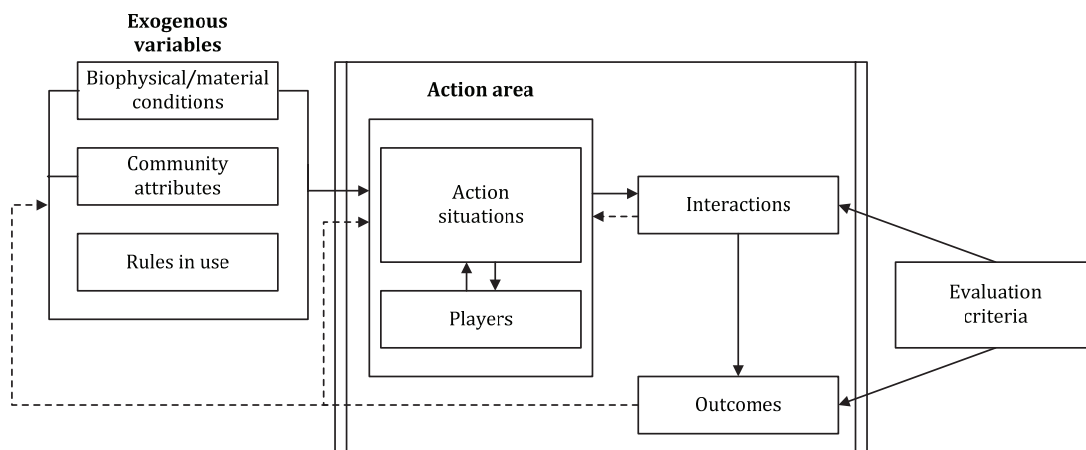 Exogenous
variables
Biophysical/material
conditions
Community
attributes
Rules in use
Action area
Action
situations
Players
Interactions
Outcomes
Evaluation
criteria